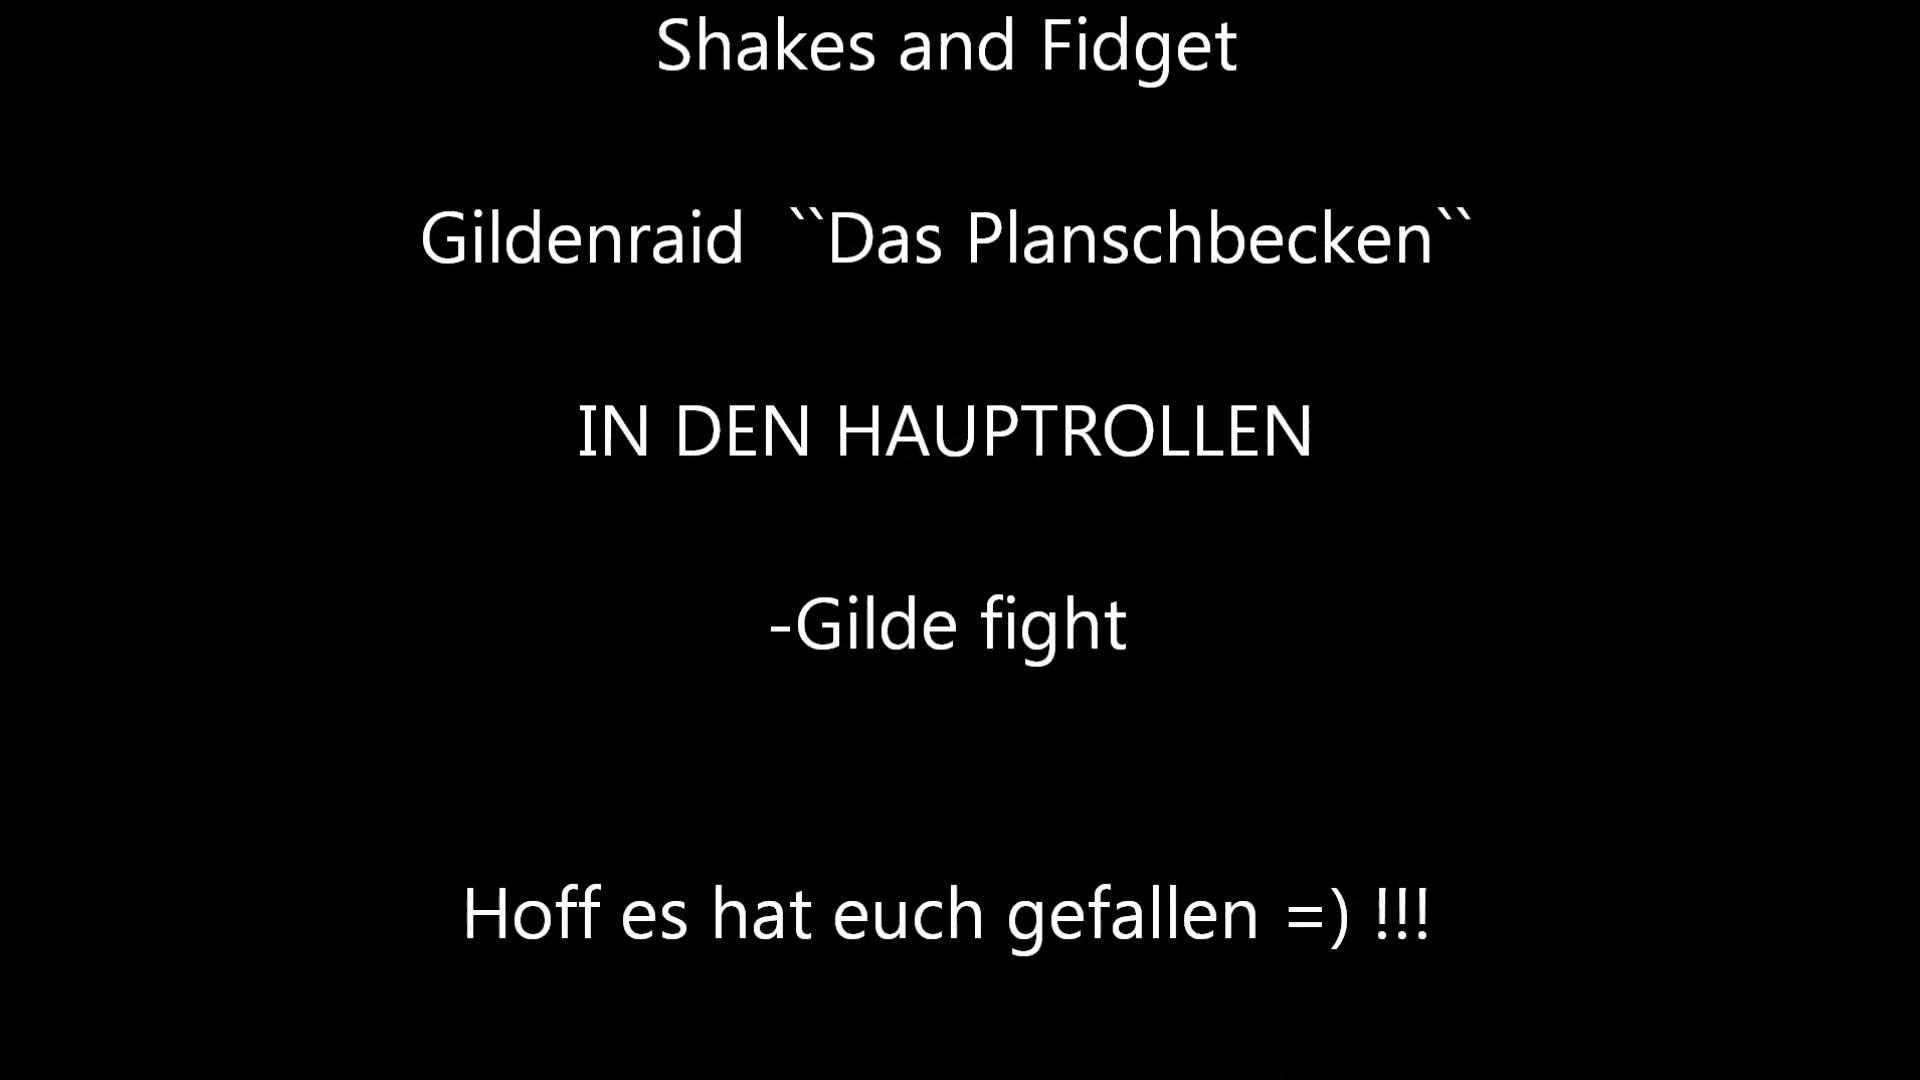 Shakes and Fidget
Gildenraid ``Das Planschbecken``
IN DEN HAUPTROLLEN
-Gilde fight
Hoff es hat euch gefallen =) !!!